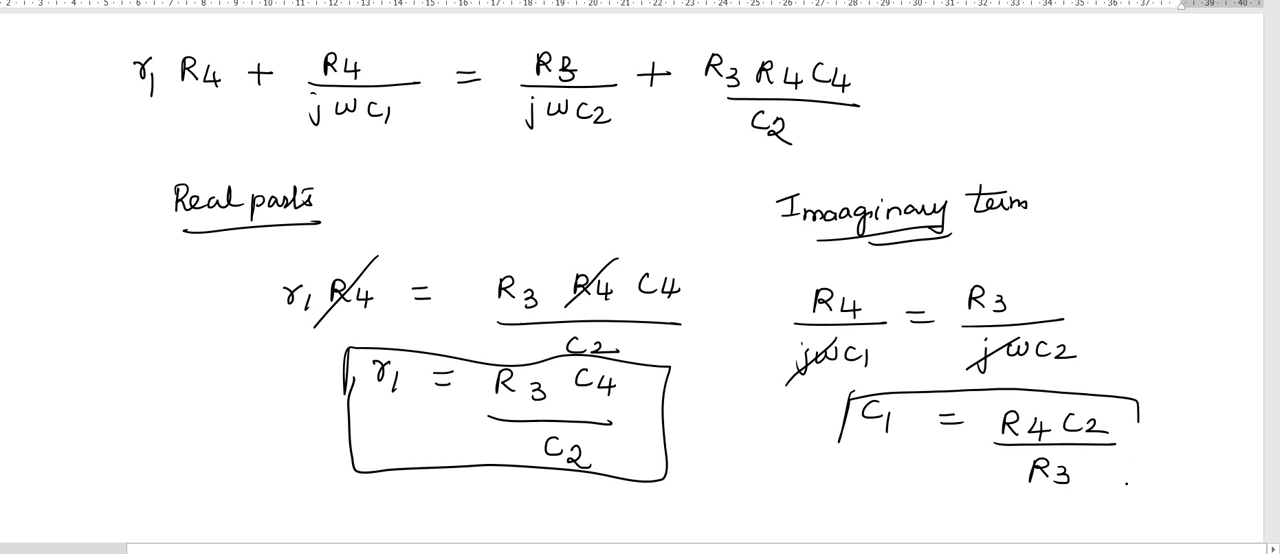 r₁ R4 + R4/(jωC₁) = R3/(jωC2) + R3 R4 C4/C2
Real parts
Imaaginary term
r₁ R4 = R3 R4 C4/C2
R4/(jωC₁) = R3/(jωC2)
r₁ = R3 C4/C2
C₁ = R4 C2/R3